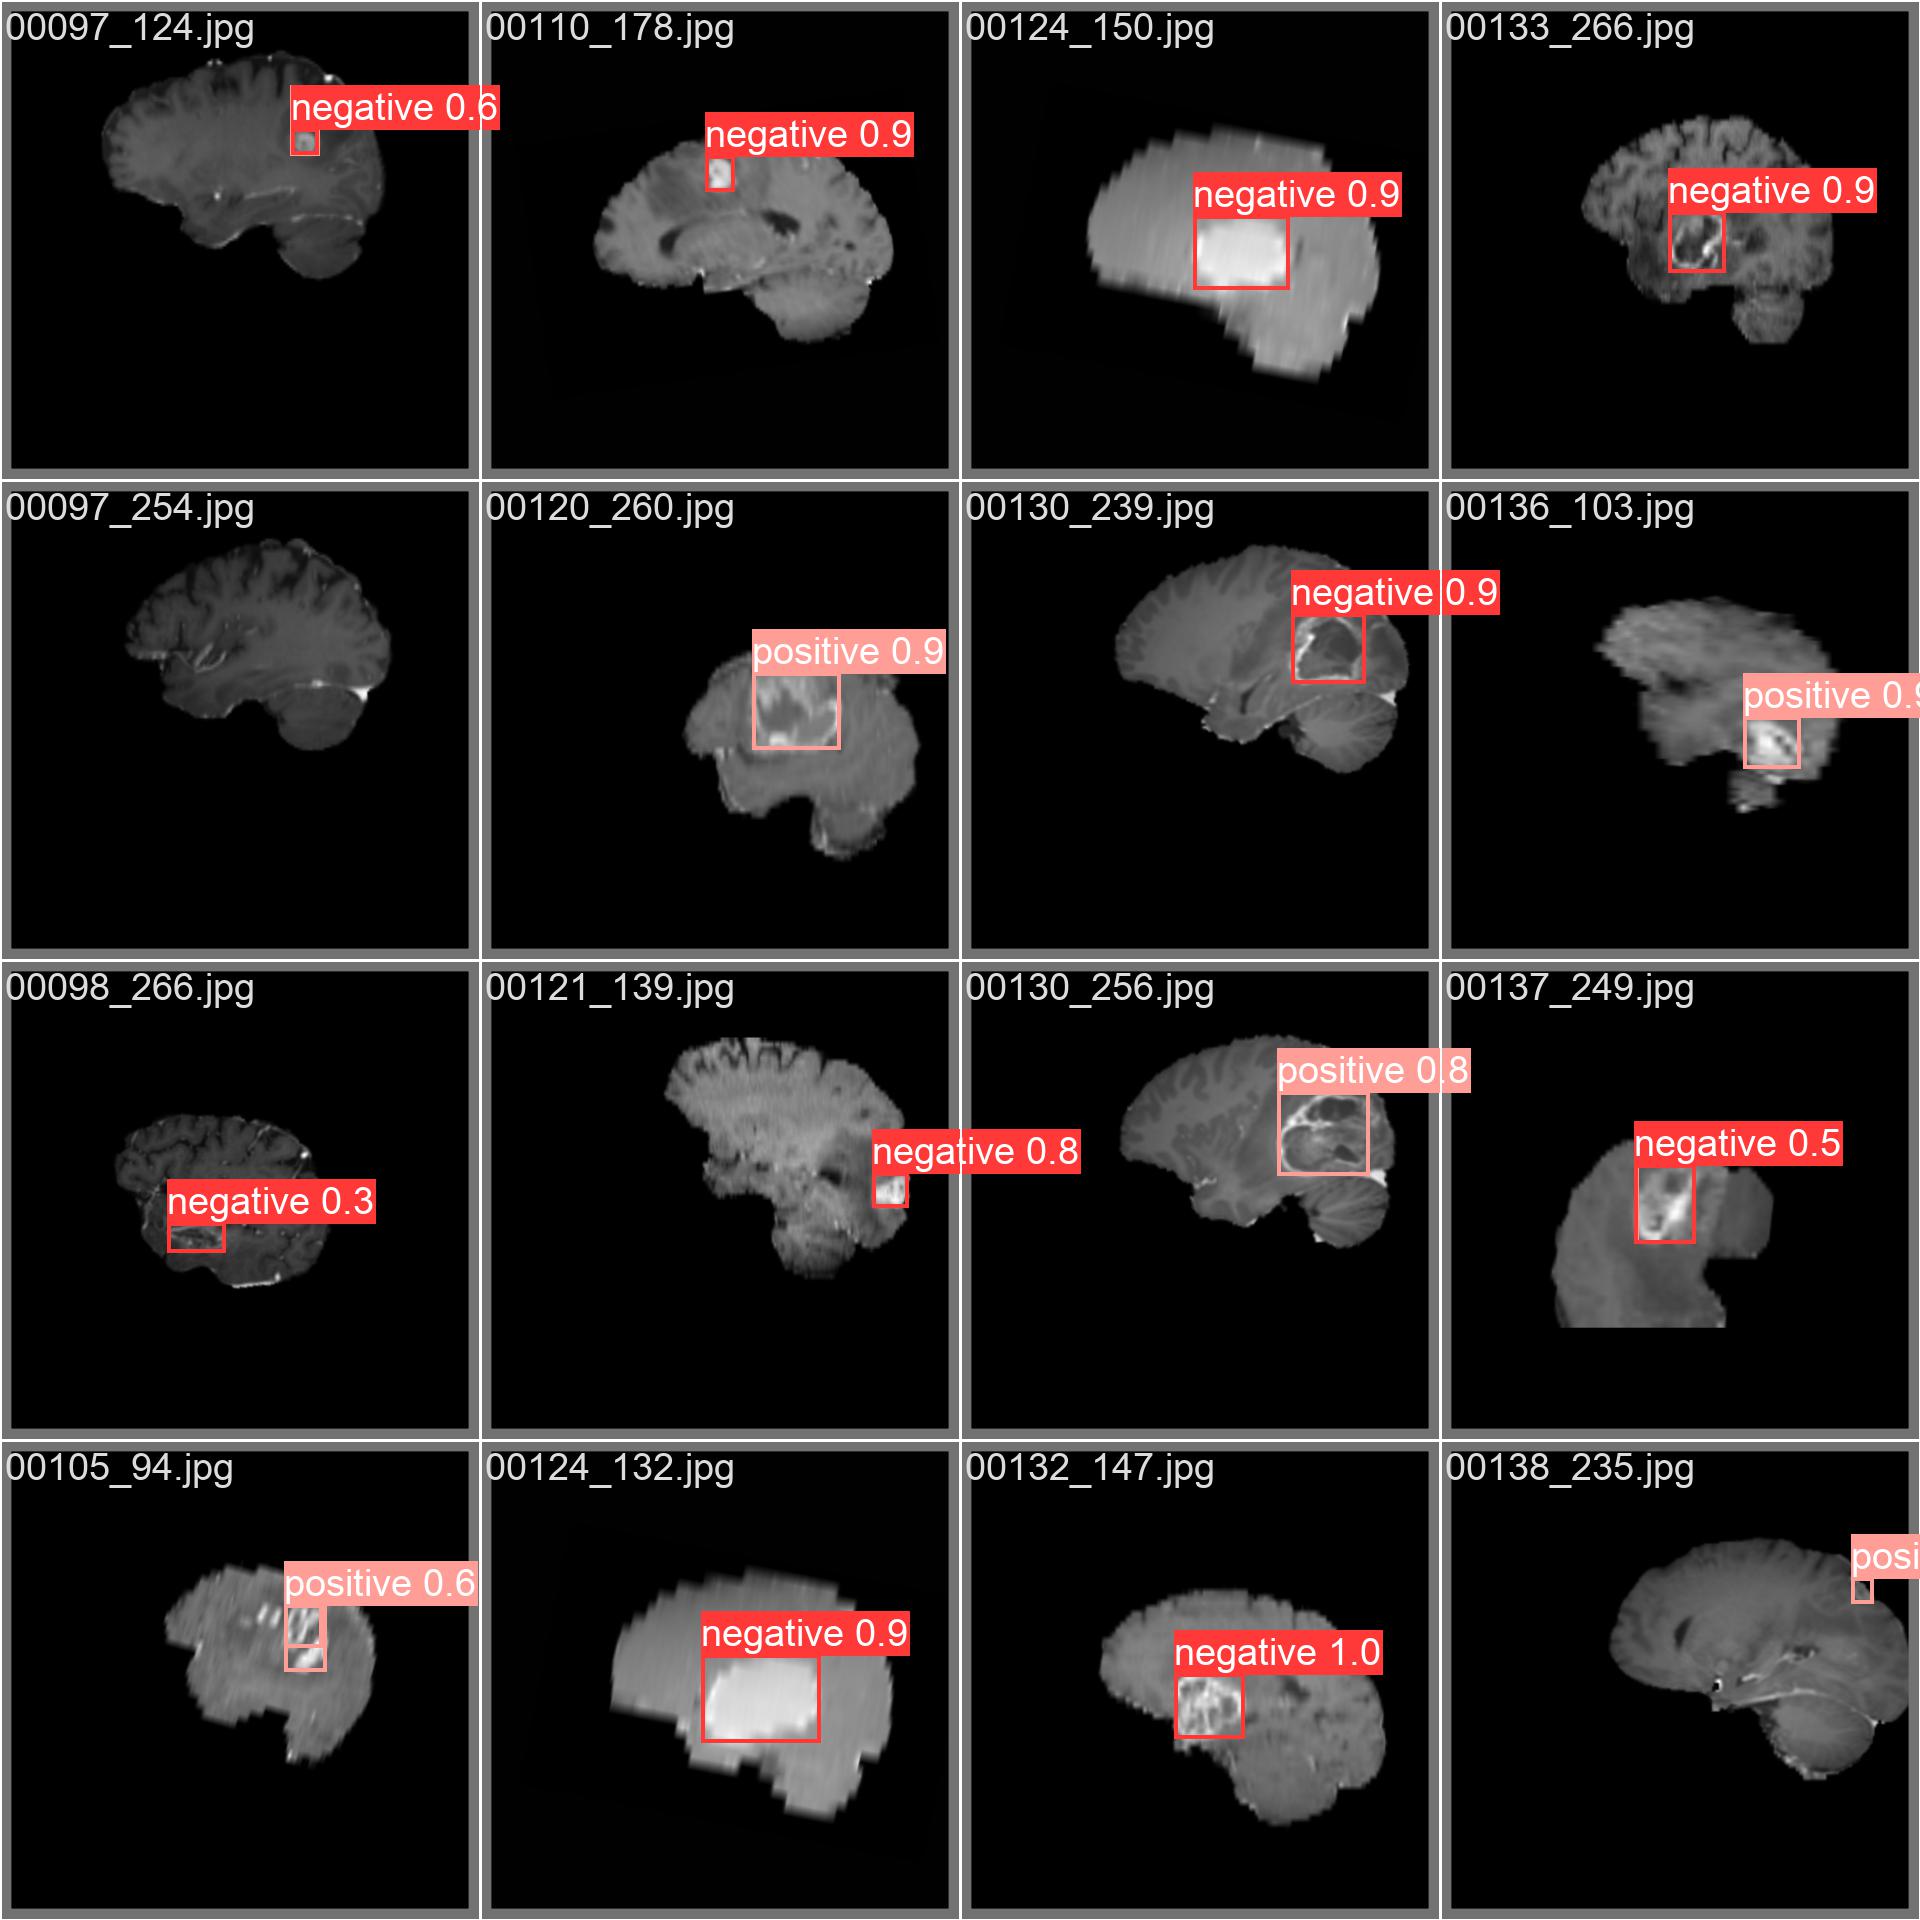 00097_124.jpg
negative 0.6
00110_178.jpg
negative 0.9
00124_150.jpg
negative 0.9
00133_266.jpg
negative 0.9
00097_254.jpg
00120_260.jpg
positive 0.9
00130_239.jpg
negative 0.9
00136_103.jpg
positive 0.9
00098_266.jpg
negative 0.3
00121_139.jpg
negative 0.8
00130_256.jpg
positive 0.8
00137_249.jpg
negative 0.5
00105_94.jpg
positive 0.6
00124_132.jpg
negative 0.9
00132_147.jpg
negative 1.0
00138_235.jpg
posi